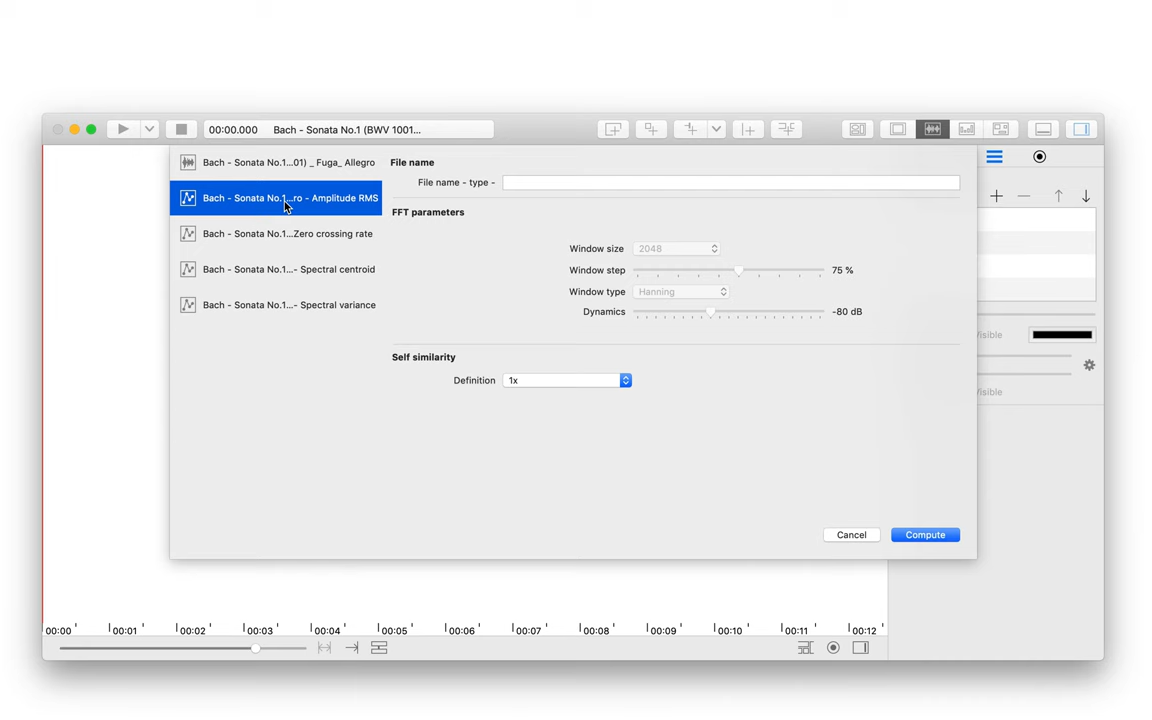 00:00.000 Bach - Sonata No.1 (BWV 1001...
Bach - Sonata No.1...01) _ Fuga_ Allegro
Bach - Sonata No.1...ro - Amplitude RMS
Bach - Sonata No.1...Zero crossing rate
Bach - Sonata No.1...- Spectral centroid
Bach - Sonata No.1...- Spectral variance
File name
File name - type -
FFT parameters
Window size 2048
Window step 75 %
Window type Hanning
Dynamics -80 dB
Self similarity
Definition 1x
Cancel Compute
Visible
Visible
00:00 00:01 00:02 00:03 00:04 00:05 00:06 00:07 00:08 00:09 00:10 00:11 00:12